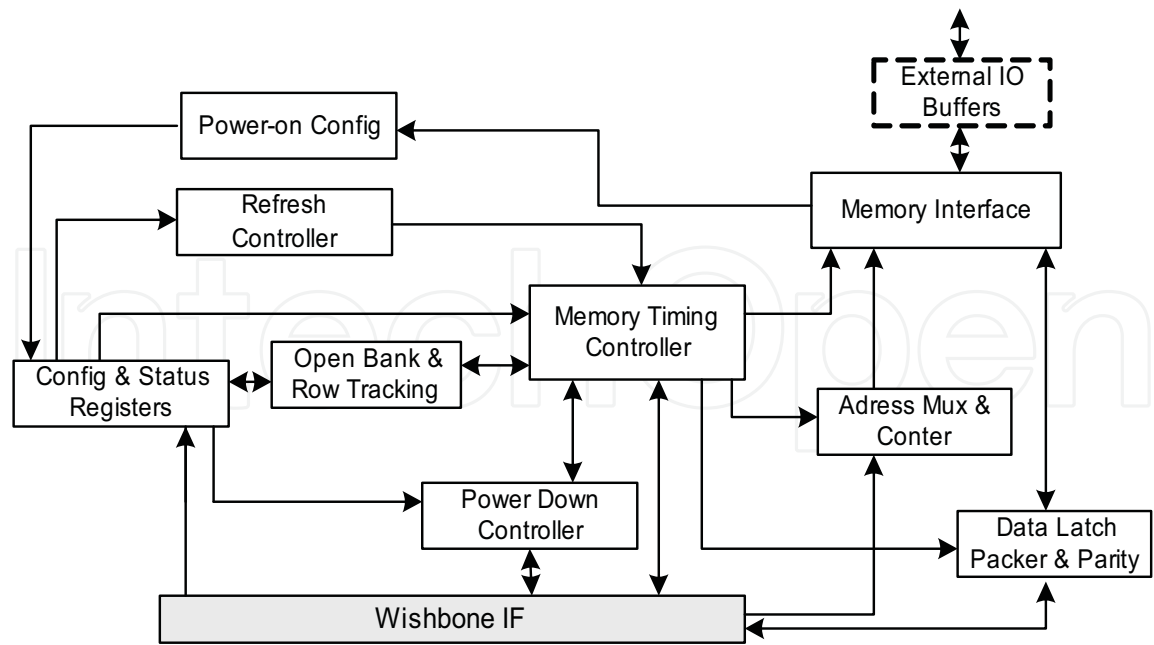 External IO
Buffers
Power-on Config
Refresh
Controller
Memory Interface
Memory Timing
Controller
Open Bank &
Row Tracking
Config & Status
Registers
Adress Mux &
Conter
Power Down
Controller
Data Latch
Packer & Parity
Wishbone IF
IntechOpen